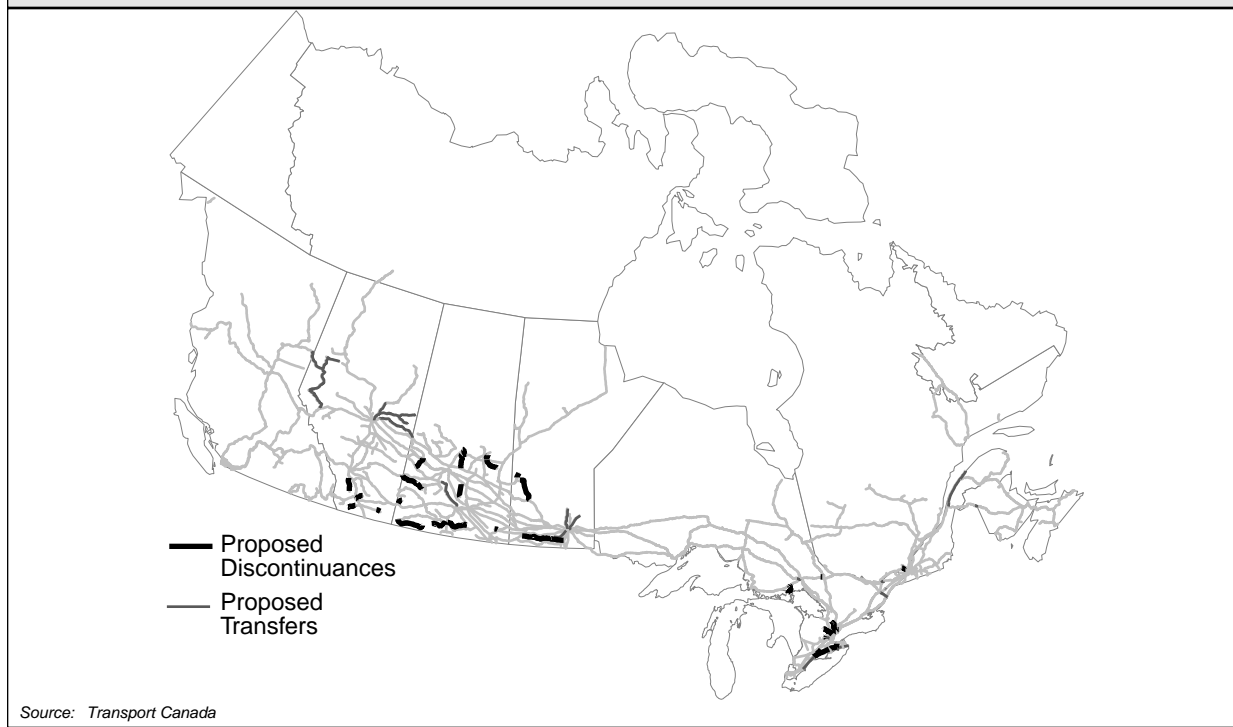 Proposed
Discontinuances
Proposed
Transfers
Source: Transport Canada